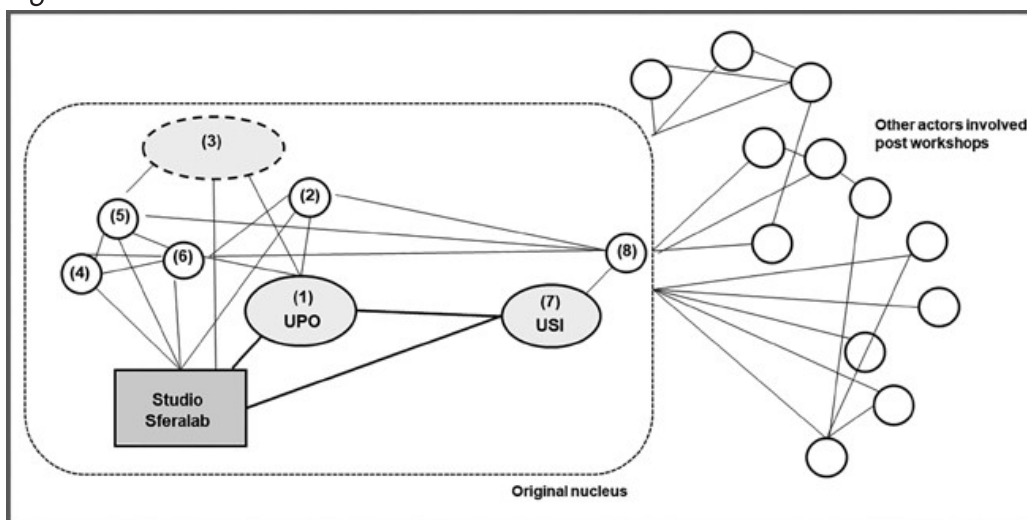 (3)
(2)
(5)
(6)
(4)
(8)
(1)
UPO
(7)
USI
Studio
Sferalab
Other actors involved
post workshops
Original nucleus